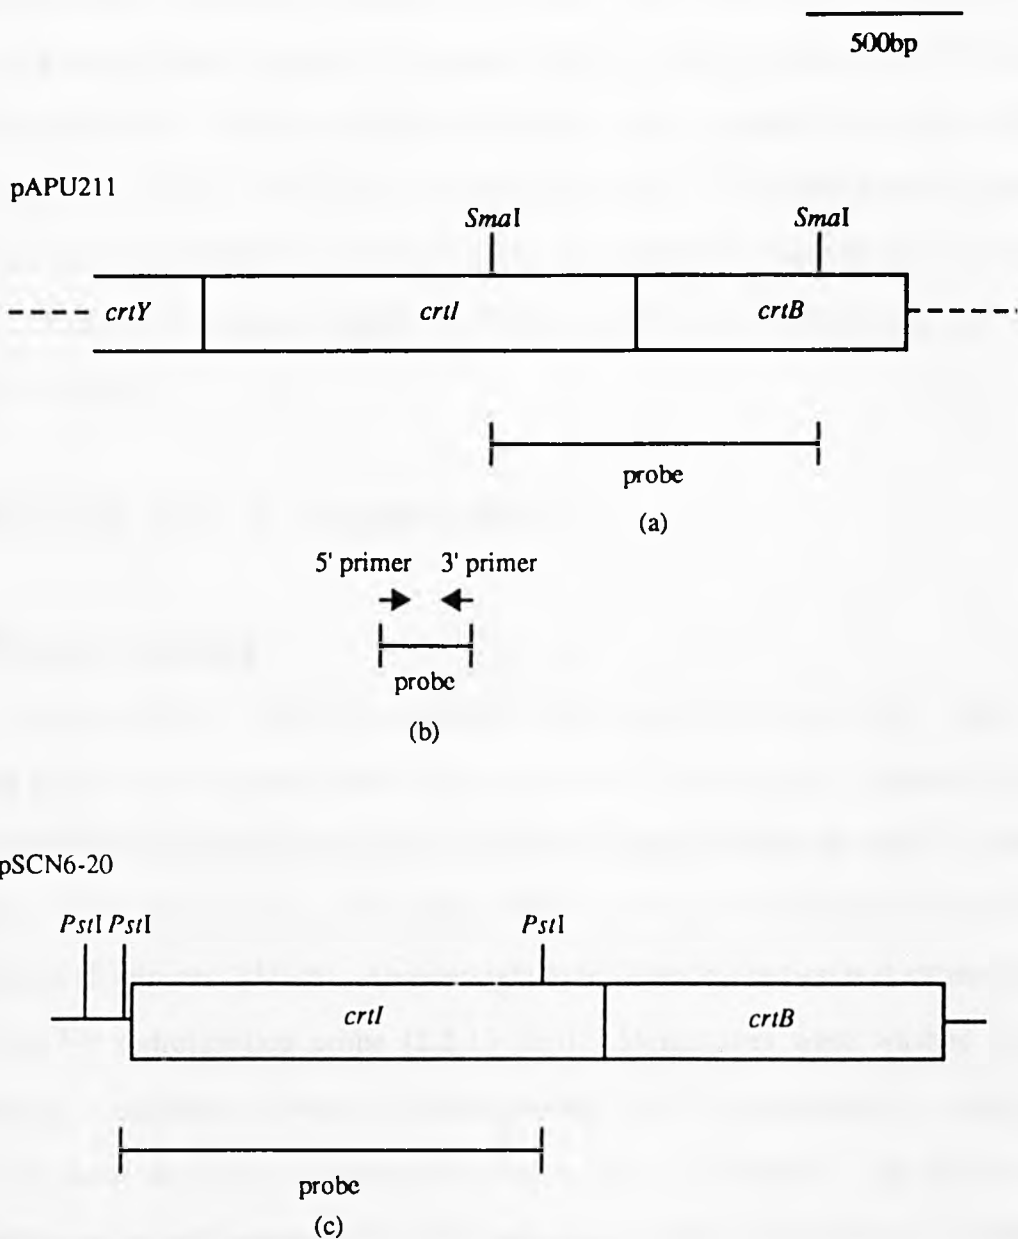 500bp
pAPU211
SmaI SmaI
crtY crtI crtB
probe
(a)
5' primer 3' primer
probe
(b)
pSCN6-20
PstI PstI PstI
crtI crtB
probe
(c)